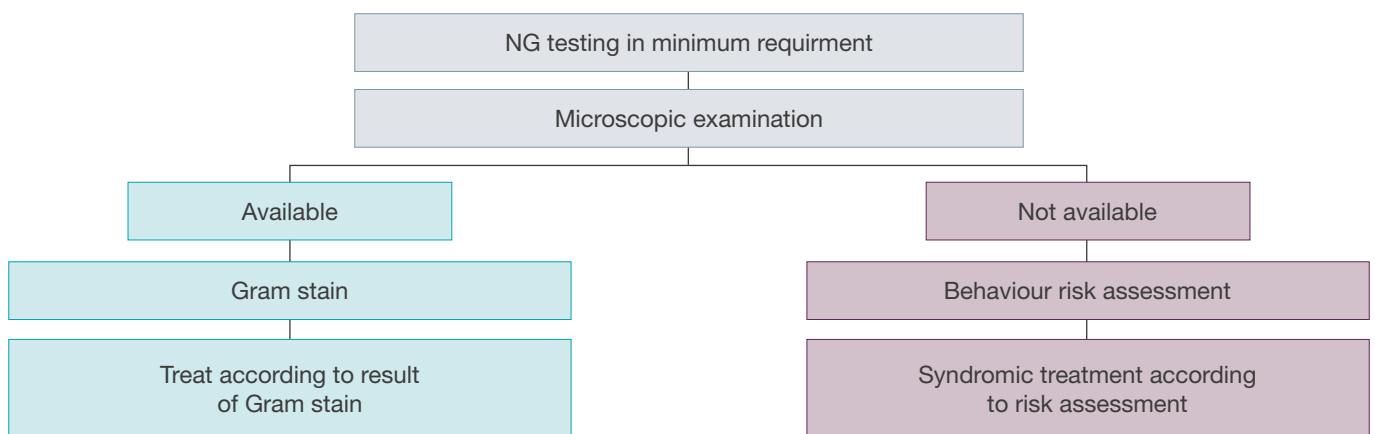 NG testing in minimum requirment
Microscopic examination
Available
Not available
Gram stain
Behaviour risk assessment
Treat according to result
of Gram stain
Syndromic treatment according
to risk assessment